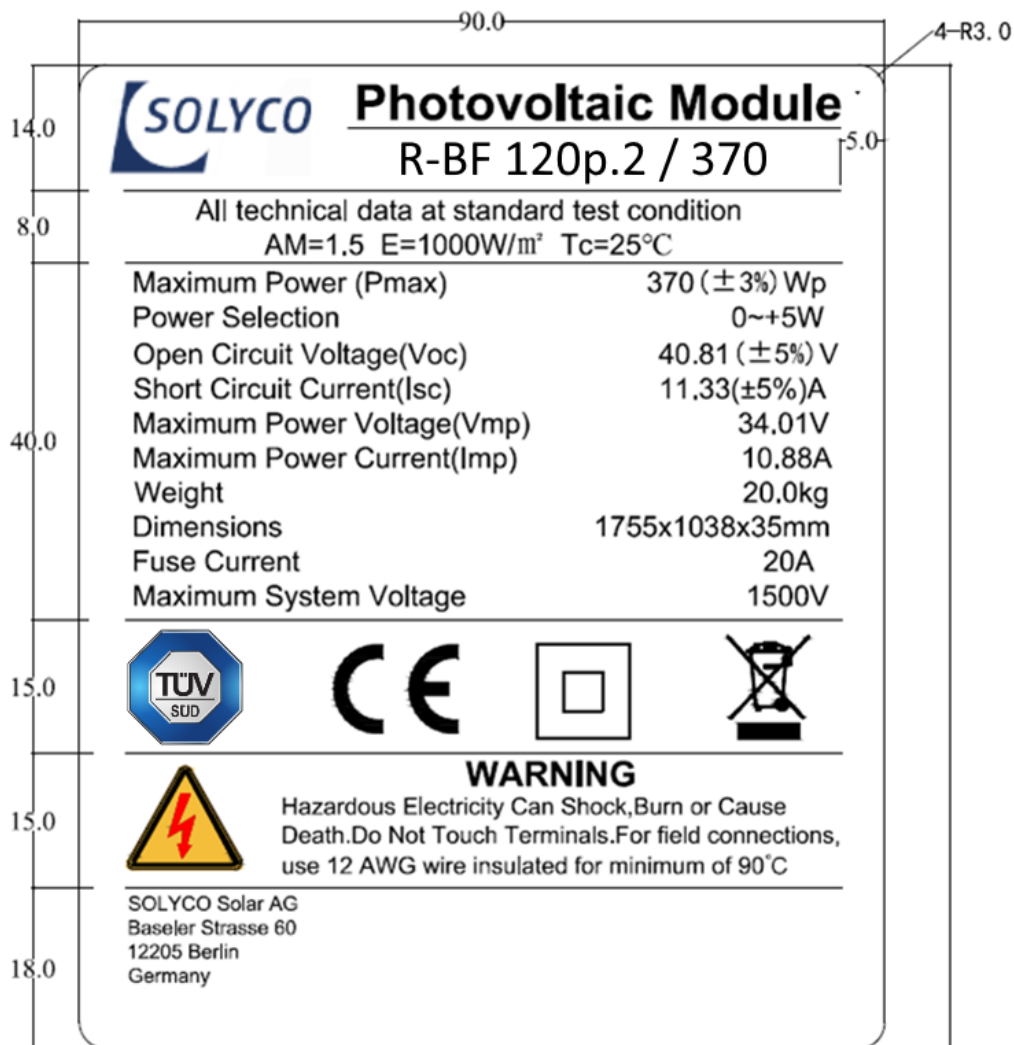 90.0
4-R3.0
SOLYCO
Photovoltaic Module
14.0
5.0
R-BF 120p.2 / 370
8.0
All technical data at standard test condition
AM=1.5 E=1000W/m² Tc=25℃
Maximum Power (Pmax) 370(±3%)Wp
Power Selection 0~+5W
Open Circuit Voltage(Voc) 40.81(±5%)V
Short Circuit Current(Isc) 11.33(±5%)A
Maximum Power Voltage(Vmp) 34.01V
40.0
Maximum Power Current(Imp) 10.88A
Weight 20.0kg
Dimensions 1755x1038x35mm
Fuse Current 20A
Maximum System Voltage 1500V
15.0
TÜV
SÜD
CE
WARNING
15.0
Hazardous Electricity Can Shock,Burn or Cause
Death.Do Not Touch Terminals.For field connections,
use 12 AWG wire insulated for minimum of 90°C
SOLYCO Solar AG
Baseler Strasse 60
12205 Berlin
Germany
18.0